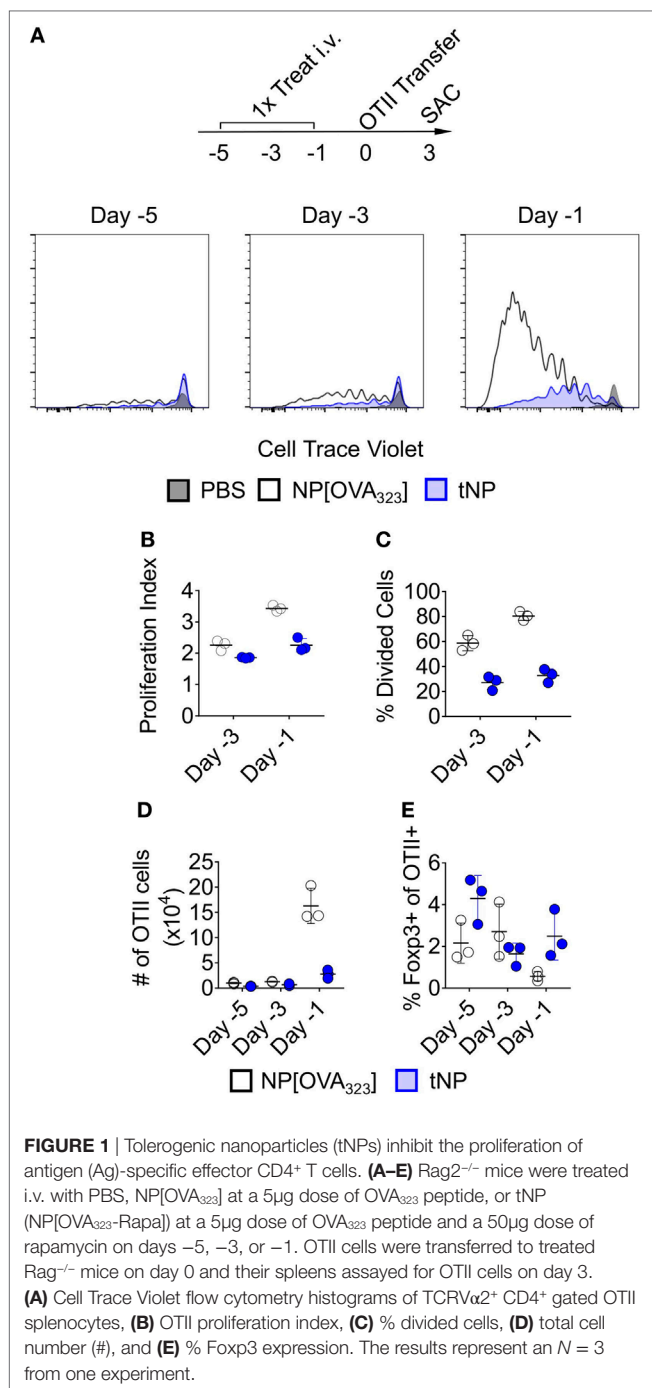 A
1x Treat i.v.
OTII Transfer
SAC
-5 -3 -1 0 3
Day -5 Day -3 Day -1
Cell Trace Violet
PBS NP[OVA₃₂₃] tNP
B
Proliferation Index
4
3
2
1
0
Day -3
Day -1
C
% Divided Cells
100
80
60
40
20
0
Day -3
Day -1
D
# of OTII cells
(x10⁴)
25
20
15
10
5
0
Day -5
Day -3
Day -1
E
% Foxp3+ of OTII+
6
4
2
0
Day -5
Day -3
Day -1
NP[OVA₃₂₃] tNP
FIGURE 1 | Tolerogenic nanoparticles (tNPs) inhibit the proliferation of
antigen (Ag)-specific effector CD4⁺ T cells. (A–E) Rag2⁻/⁻ mice were treated
i.v. with PBS, NP[OVA₃₂₃] at a 5µg dose of OVA₃₂₃ peptide, or tNP
(NP[OVA₃₂₃-Rapa]) at a 5µg dose of OVA₃₂₃ peptide and a 50µg dose of
rapamycin on days −5, −3, or −1. OTII cells were transferred to treated
Rag⁻/⁻ mice on day 0 and their spleens assayed for OTII cells on day 3.
(A) Cell Trace Violet flow cytometry histograms of TCRVα2⁺ CD4⁺ gated OTII
splenocytes, (B) OTII proliferation index, (C) % divided cells, (D) total cell
number (#), and (E) % Foxp3 expression. The results represent an N = 3
from one experiment.